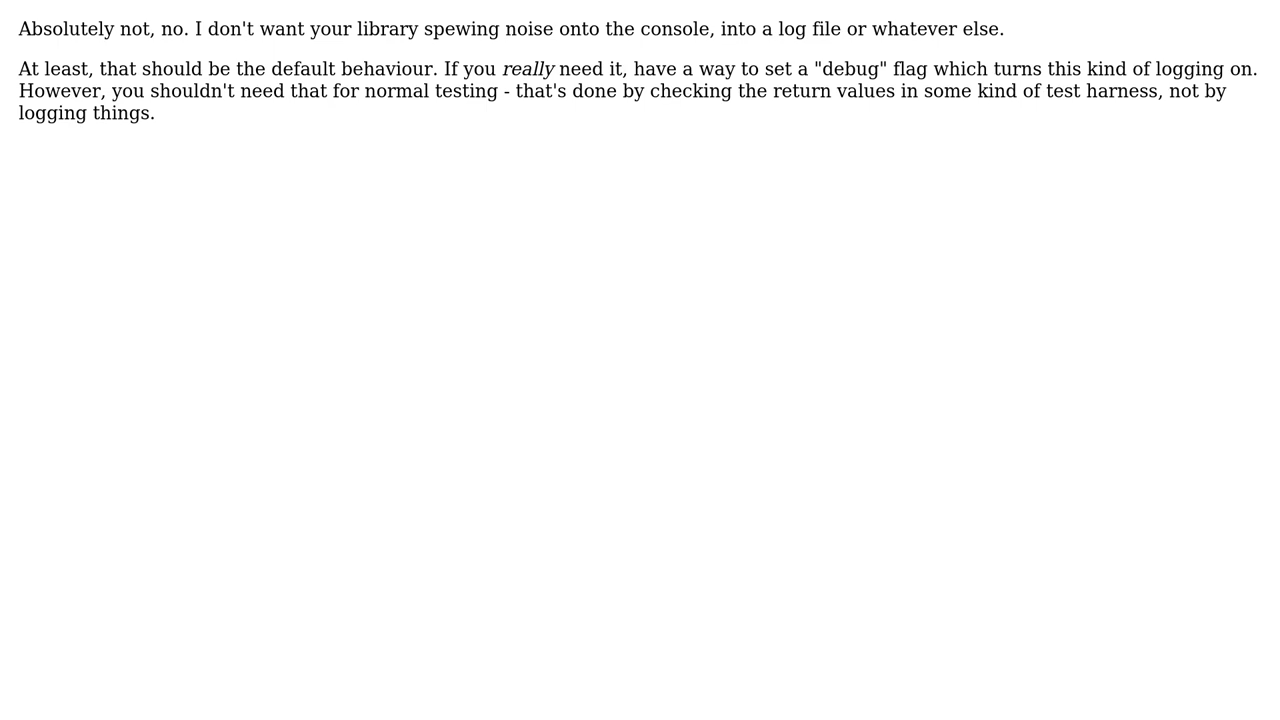 Absolutely not, no. I don't want your library spewing noise onto the console, into a log file or whatever else.
At least, that should be the default behaviour. If you really need it, have a way to set a "debug" flag which turns this kind of logging on.
However, you shouldn't need that for normal testing - that's done by checking the return values in some kind of test harness, not by
logging things.